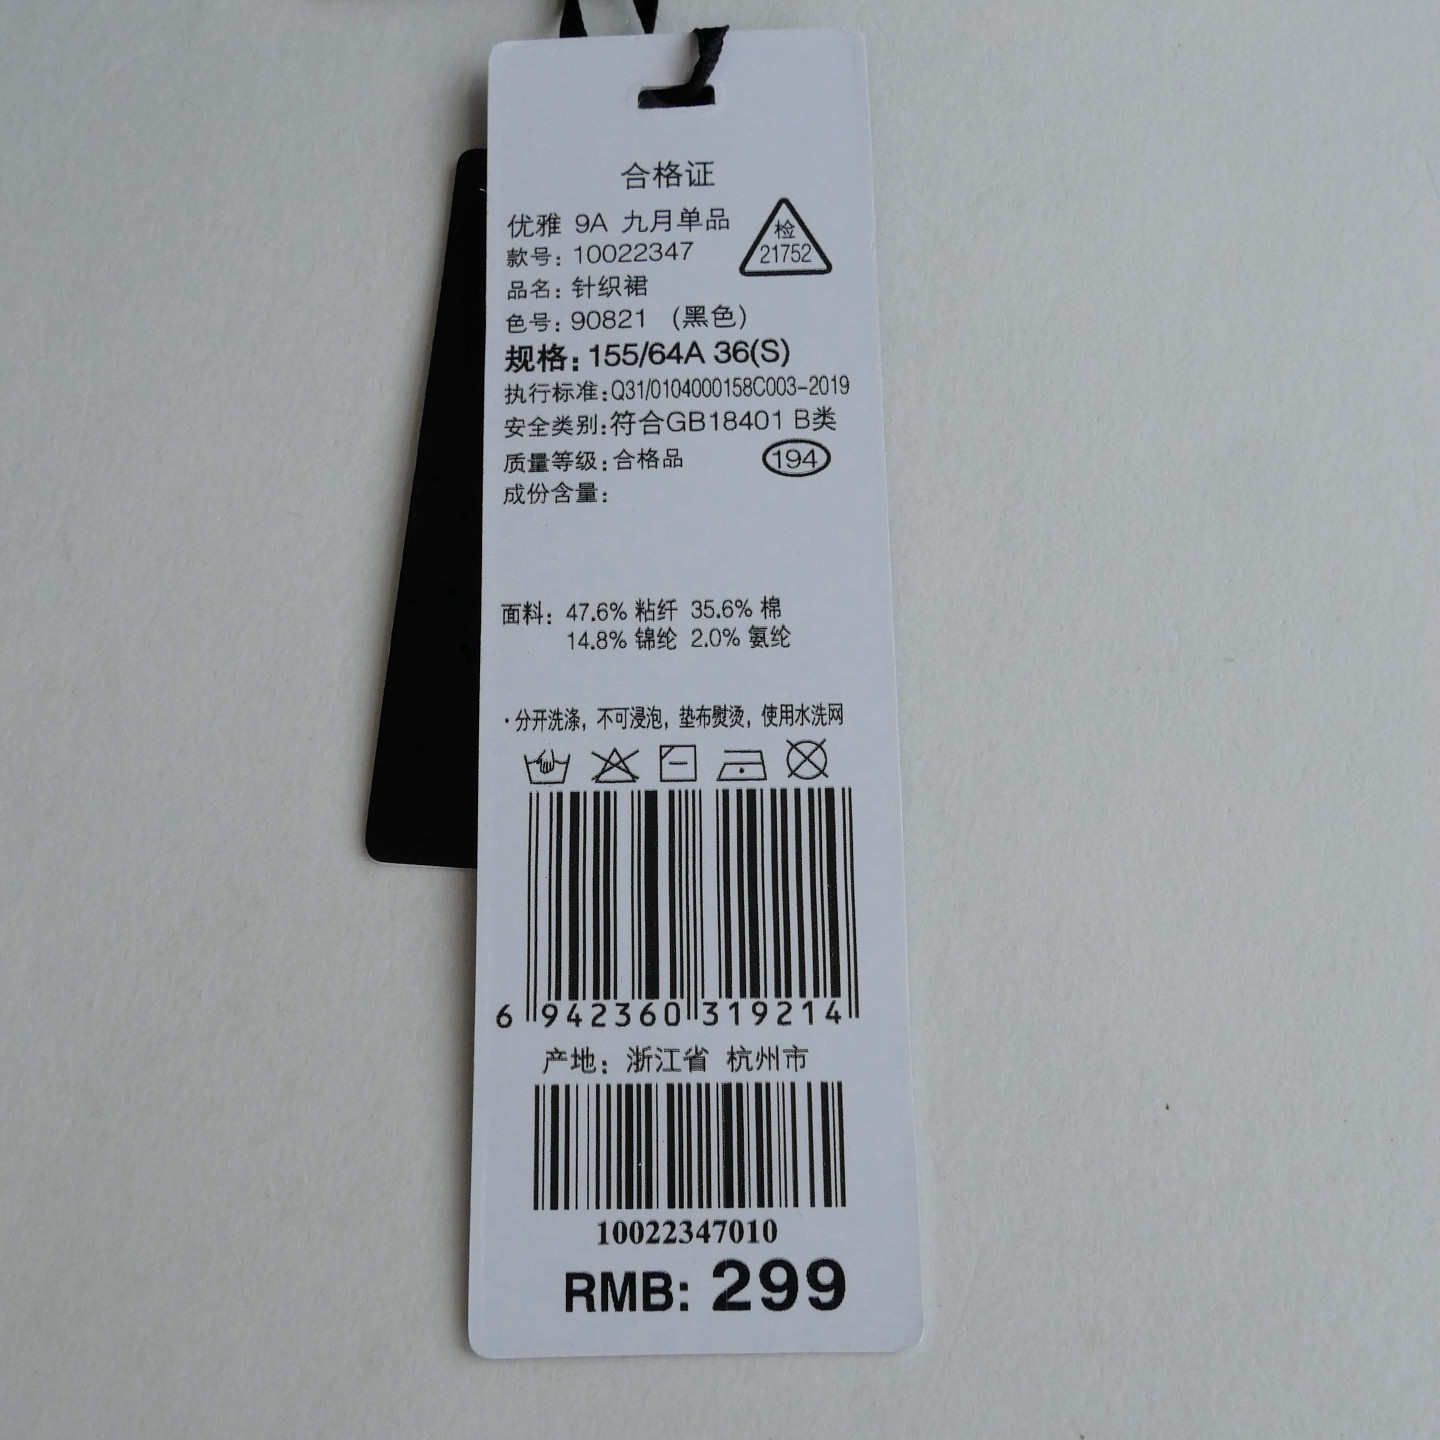 合格证
优雅 9A 九月单品
检
21752
款号: 10022347
品名: 针织裙
色号: 90821 (黑色)
规格: 155/64A 36(S)
执行标准: Q31/0104000158C003-2019
安全类别: 符合GB18401 B类
质量等级: 合格品 194
成份含量:
面料: 47.6% 粘纤 35.6% 棉
14.8% 锦纶 2.0% 氨纶
·分开洗涤, 不可浸泡, 垫布熨烫, 使用水洗网
6 942360 319214
产地: 浙江省 杭州市
10022347010
RMB: 299